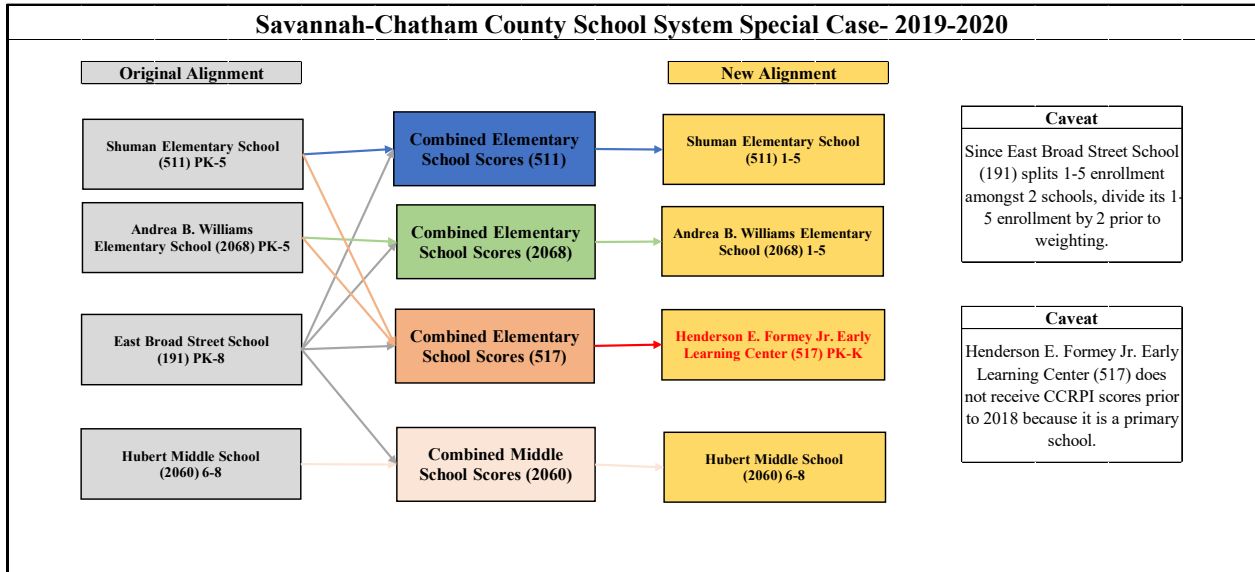 Savannah-Chatham County School System Special Case- 2019-2020
Original Alignment
New Alignment
Shuman Elementary School
(511) PK-5
Combined Elementary
School Scores (511)
Shuman Elementary School
(511) 1-5
Andrea B. Williams
Elementary School (2068) PK-5
Combined Elementary
School Scores (2068)
Andrea B. Williams Elementary
School (2068) 1-5
East Broad Street School
(191) PK-8
Combined Elementary
School Scores (517)
Henderson E. Formey Jr. Early
Learning Center (517) PK-K
Hubert Middle School
(2060) 6-8
Combined Middle
School Scores (2060)
Hubert Middle School
(2060) 6-8
Caveat
Since East Broad Street School
(191) splits 1-5 enrollment
amongst 2 schools, divide its 1-
5 enrollment by 2 prior to
weighting.
Caveat
Henderson E. Formey Jr. Early
Learning Center (517) does
not receive CCRPI scores prior
to 2018 because it is a primary
school.